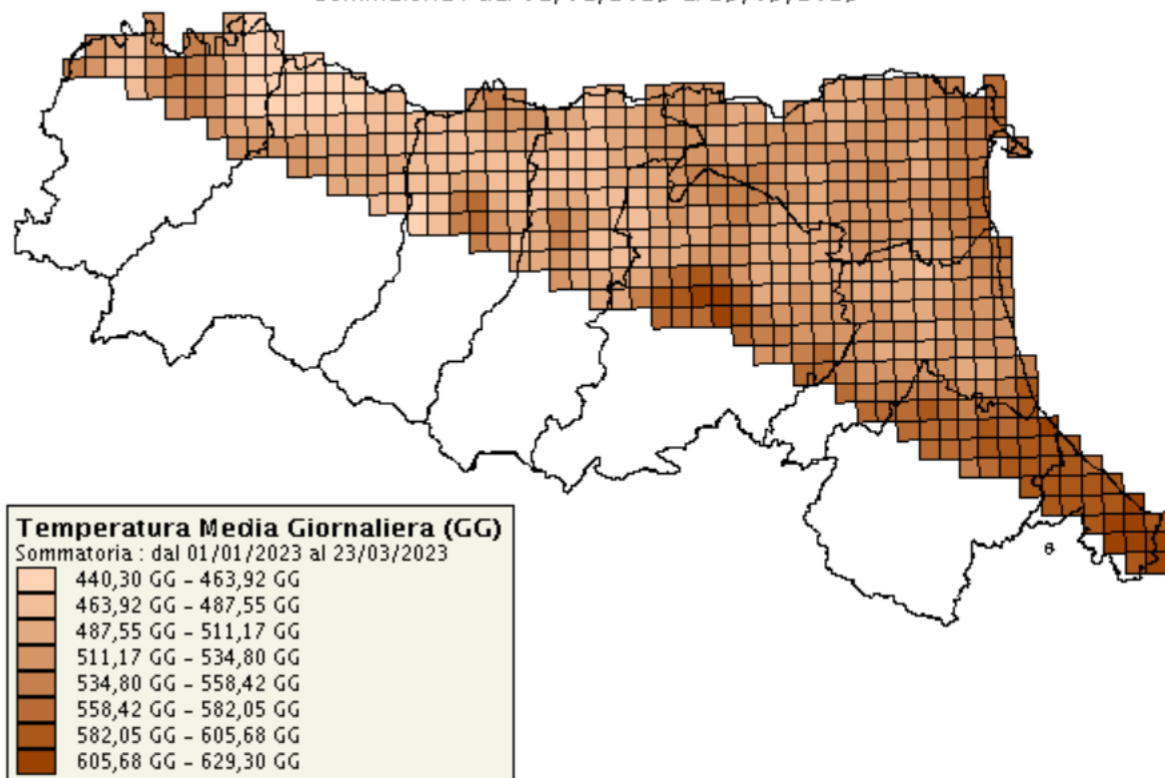 Temperatura Media Giornaliera (GG)
Sommatoria : dal 01/01/2023 al 23/03/2023
440,30 GG - 463,92 GG
463,92 GG - 487,55 GG
487,55 GG - 511,17 GG
511,17 GG - 534,80 GG
534,80 GG - 558,42 GG
558,42 GG - 582,05 GG
582,05 GG - 605,68 GG
605,68 GG - 629,30 GG